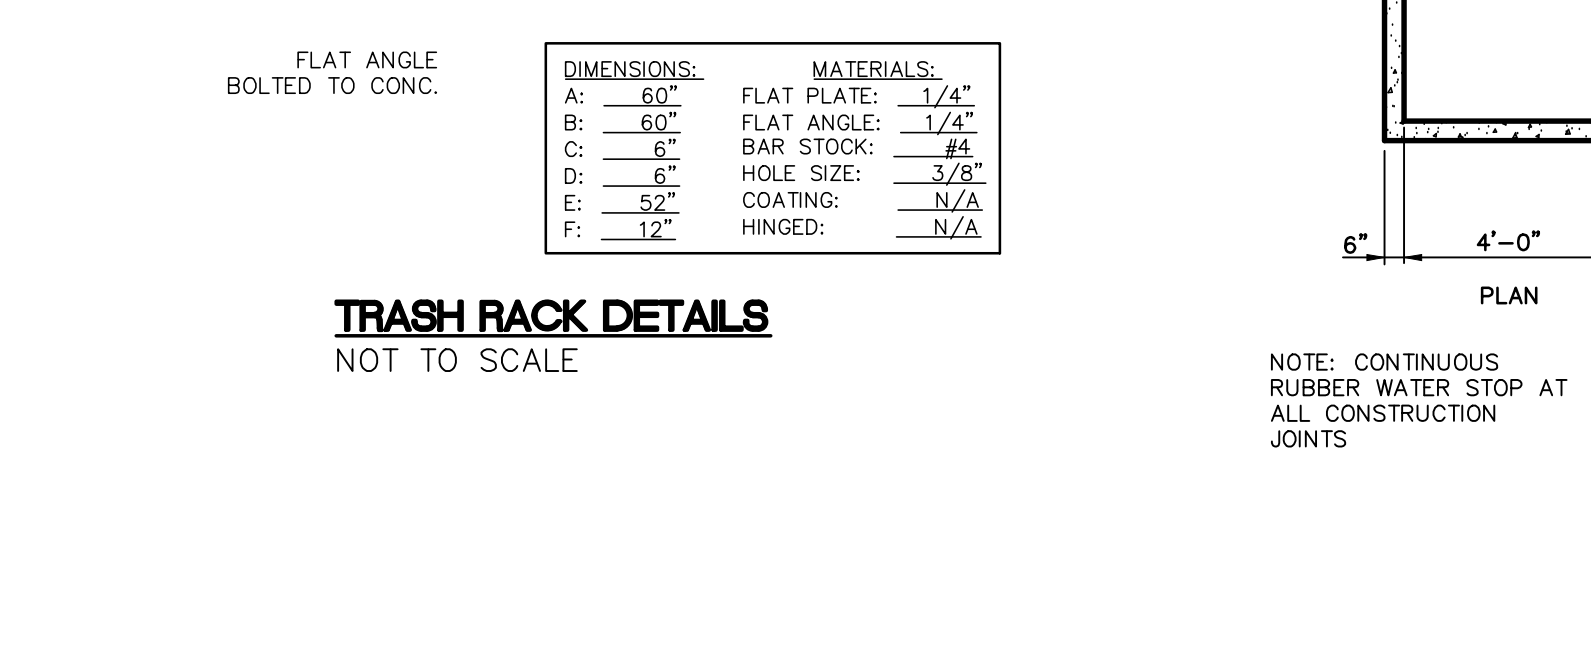 FLAT ANGLE
BOLTED TO CONC.
DIMENSIONS:
A: 60"
B: 60"
C: 6"
D: 6"
E: 52"
F: 12"
MATERIALS:
FLAT PLATE: 1/4"
FLAT ANGLE: 1/4"
BAR STOCK: #4
HOLE SIZE: 3/8"
COATING: N/A
HINGED: N/A
TRASH RACK DETAILS
NOT TO SCALE
6" 4'-0"
PLAN
NOTE: CONTINUOUS
RUBBER WATER STOP AT
ALL CONSTRUCTION
JOINTS